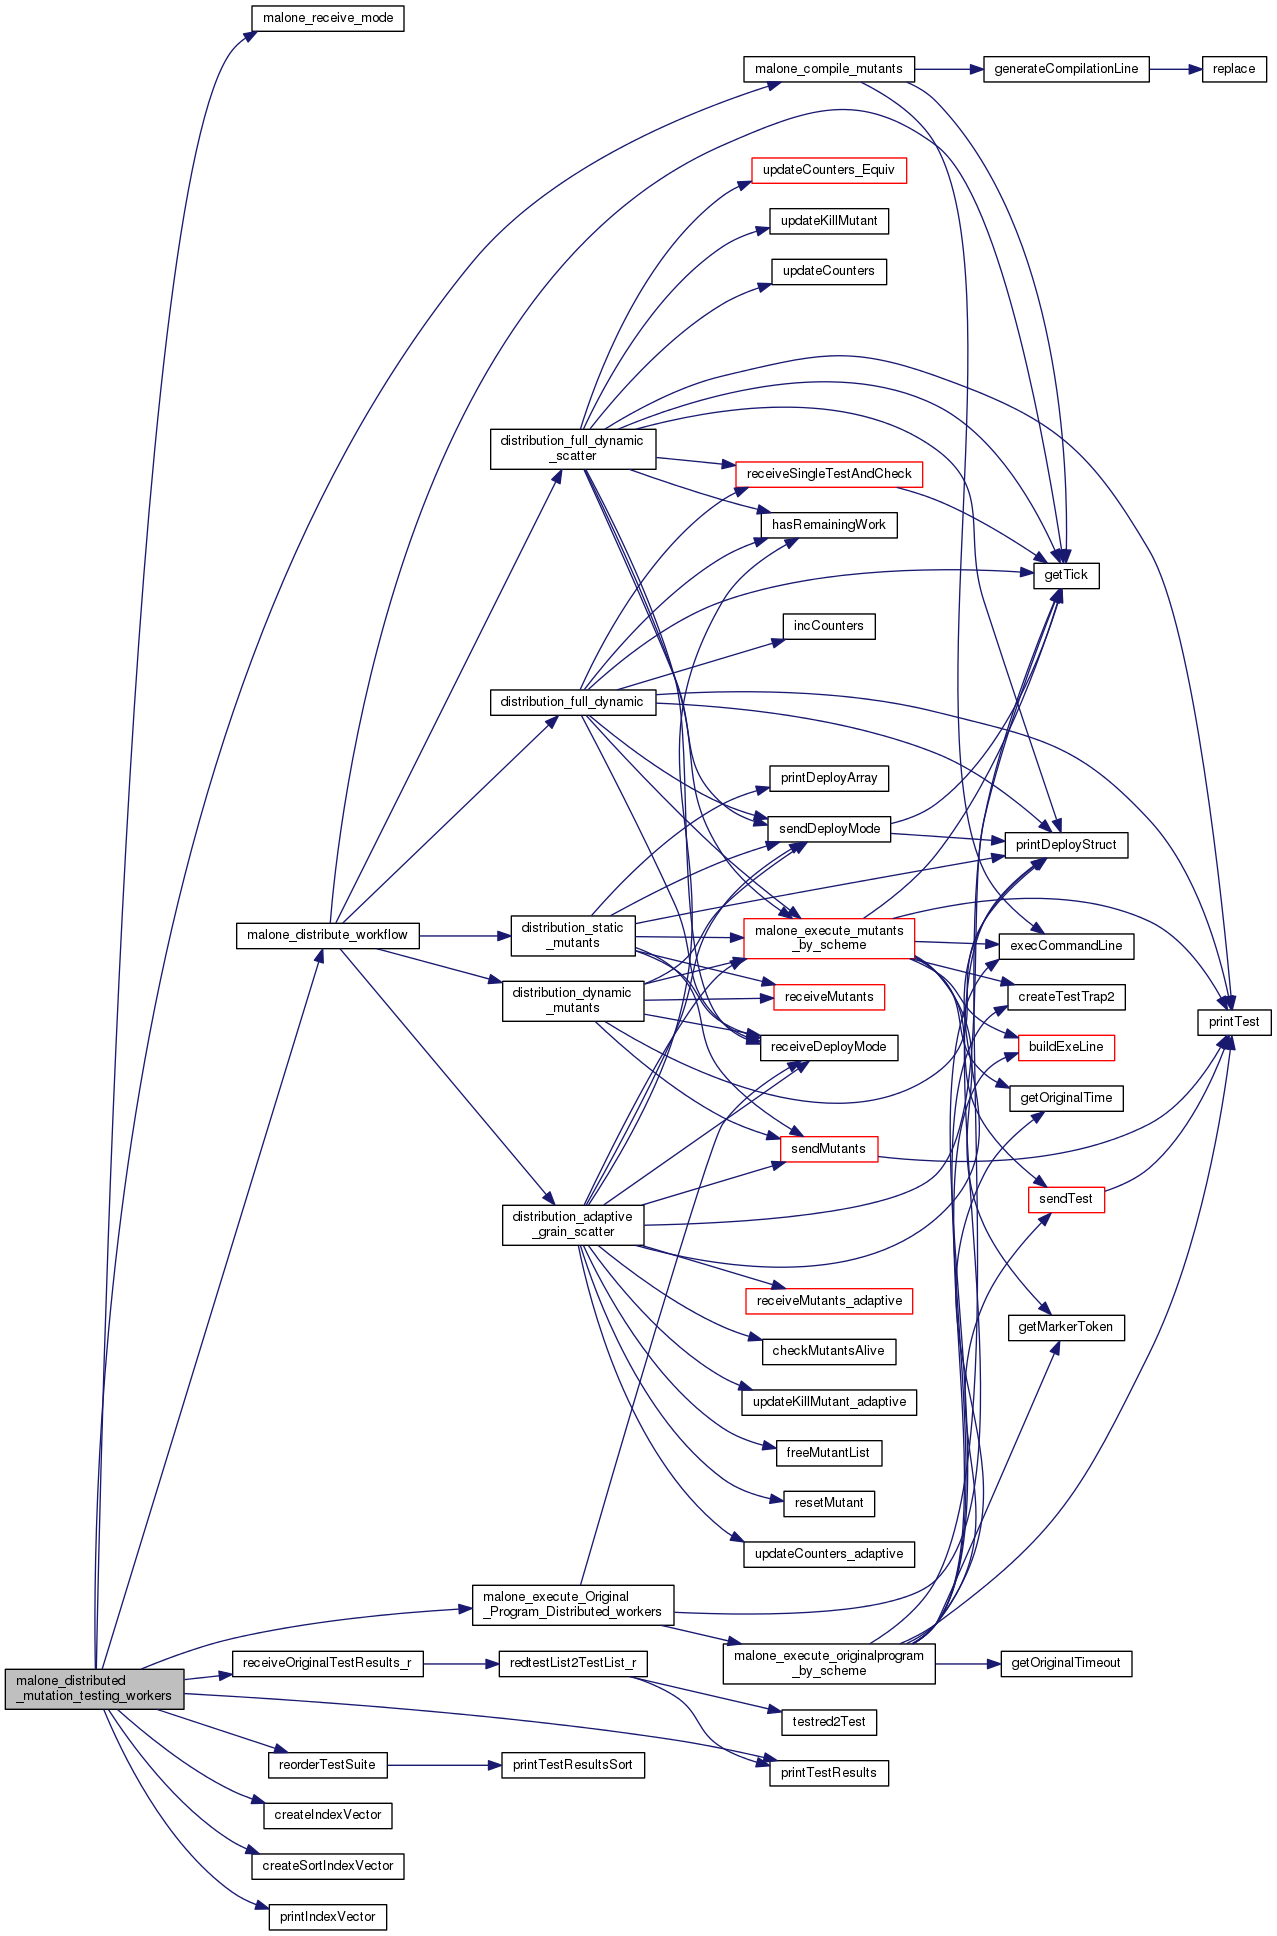 malone_receive_mode
malone_compile_mutants
generateCompilationLine
replace
updateCounters_Equiv
updateKillMutant
updateCounters
distribution_full_dynamic
_scatter
receiveSingleTestAndCheck
hasRemainingWork
getTick
incCounters
distribution_full_dynamic
printDeployArray
sendDeployMode
printDeployStruct
malone_distribute_workflow
distribution_static
_mutants
malone_execute_mutants
_by_scheme
execCommandLine
distribution_dynamic
_mutants
receiveMutants
createTestTrap2
printTest
receiveDeployMode
buildExeLine
getOriginalTime
sendMutants
sendTest
distribution_adaptive
_grain_scatter
receiveMutants_adaptive
getMarkerToken
checkMutantsAlive
updateKillMutant_adaptive
freeMutantList
resetMutant
updateCounters_adaptive
malone_execute_Original
_Program_Distributed_workers
malone_execute_originalprogram
_by_scheme
getOriginalTimeout
receiveOriginalTestResults_r
redtestList2TestList_r
malone_distributed
_mutation_testing_workers
testred2Test
reorderTestSuite
printTestResultsSort
printTestResults
createIndexVector
createSortIndexVector
printIndexVector